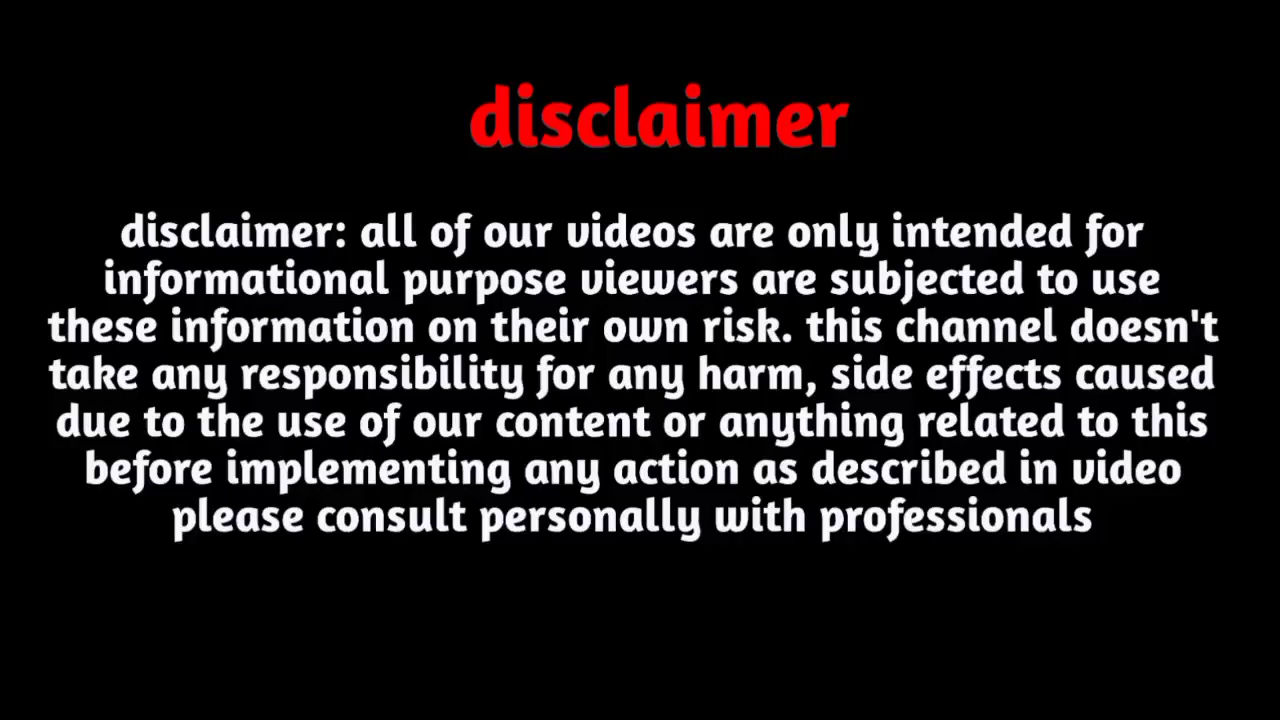 disclaimer
disclaimer: all of our videos are only intended for
informational purpose viewers are subjected to use
these information on their own risk. this channel doesn't
take any responsibility for any harm, side effects caused
due to the use of our content or anything related to this
before implementing any action as described in video
please consult personally with professionals